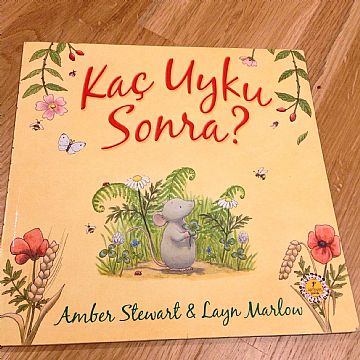 Kaç Uyku
Sonra?
Amber Stewart & Layn Marlow